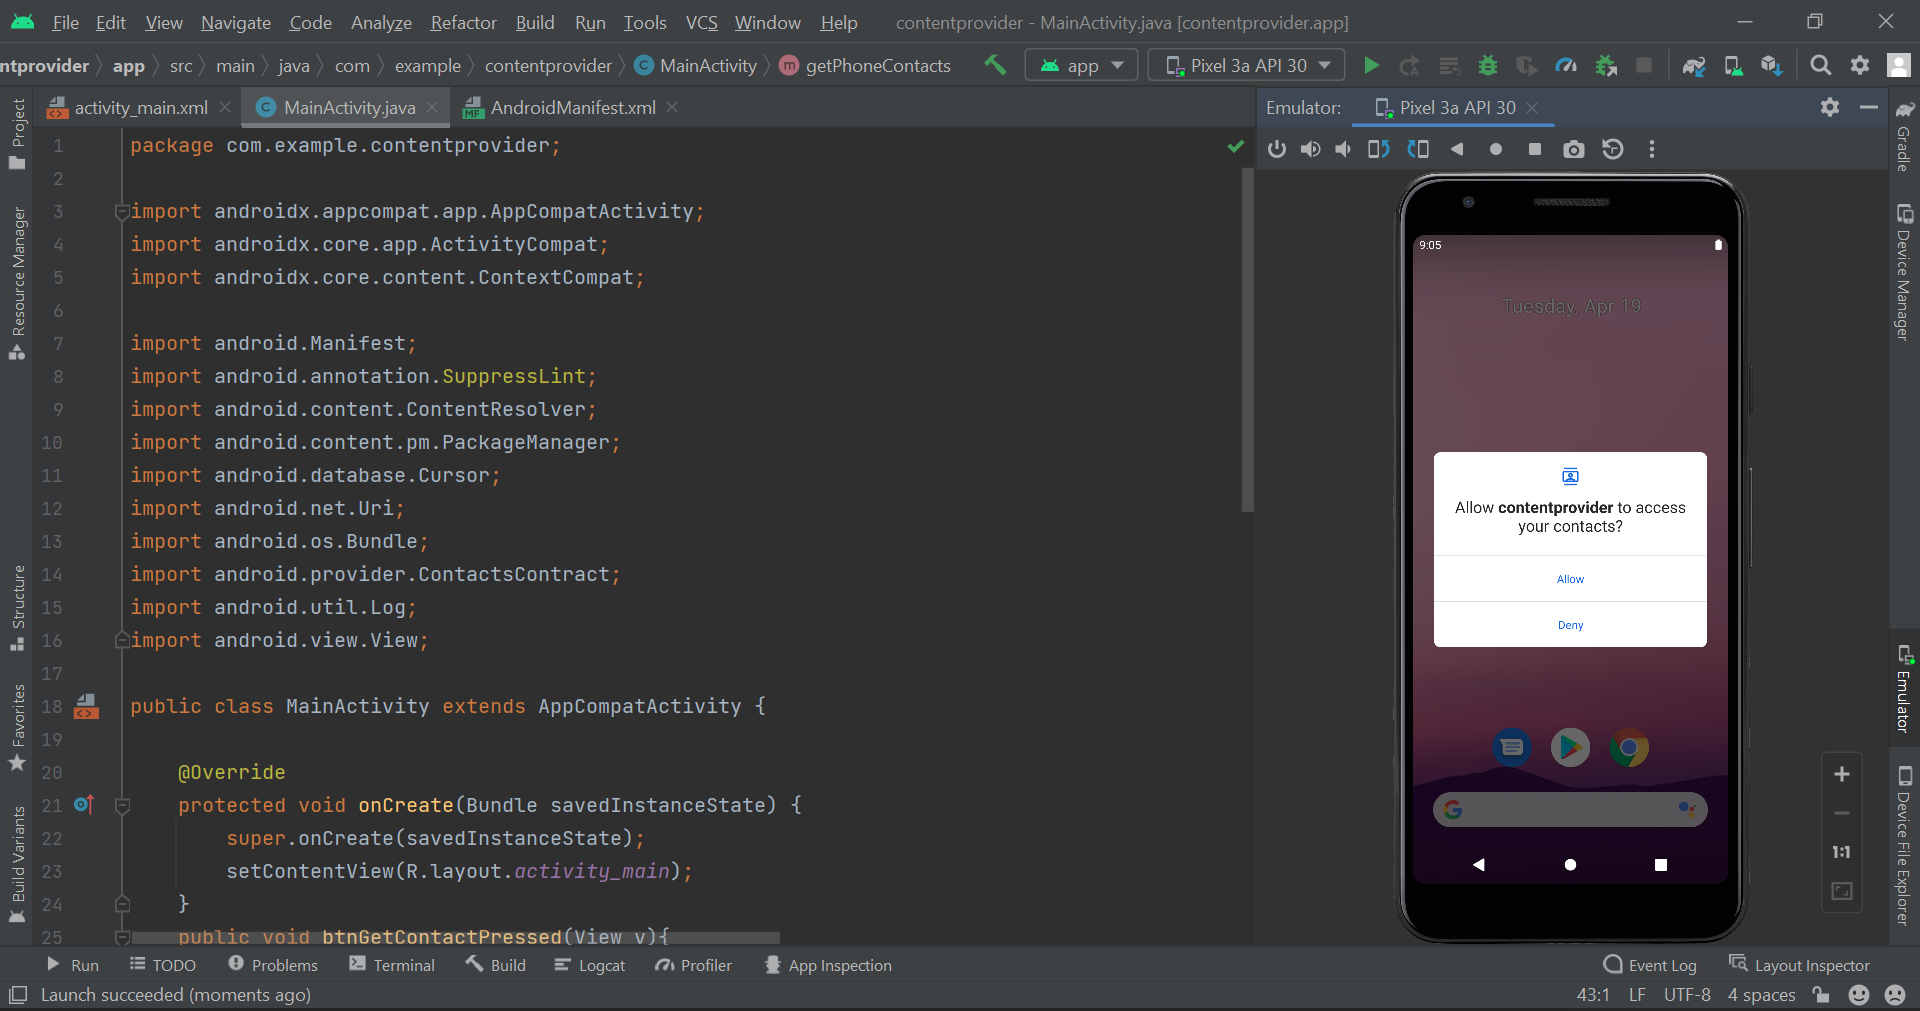 File Edit View Navigate Code Analyze Refactor Build Run Tools VCS Window Help contentprovider - MainActivity.java [contentprovider.app]
ntprovider app src main java com example contentprovider C MainActivity m getPhoneContacts app Pixel 3a API 30
activity_main.xml C MainActivity.java MF AndroidManifest.xml
Emulator: Pixel 3a API 30
Project
Resource Manager
Structure
Favorites
Build Variants
1 package com.example.contentprovider;
2
3 import androidx.appcompat.app.AppCompatActivity;
4 import androidx.core.app.ActivityCompat;
5 import androidx.core.content.ContextCompat;
6
7 import android.Manifest;
8 import android.annotation.SuppressLint;
9 import android.content.ContentResolver;
10 import android.content.pm.PackageManager;
11 import android.database.Cursor;
12 import android.net.Uri;
13 import android.os.Bundle;
14 import android.provider.ContactsContract;
15 import android.util.Log;
16 import android.view.View;
17
18 public class MainActivity extends AppCompatActivity {
19
20 @Override
21 protected void onCreate(Bundle savedInstanceState) {
22 super.onCreate(savedInstanceState);
23 setContentView(R.layout.activity_main);
24 }
25 public void btnGetContactPressed(View v){
9:05
Tuesday, Apr 19
Allow contentprovider to access
your contacts?
Allow
Deny
1:1
Gradle
Device Manager
Emulator
Device File Explorer
Run TODO Problems Terminal Build Logcat Profiler App Inspection Event Log Layout Inspector
Launch succeeded (moments ago) 43:1 LF UTF-8 4 spaces